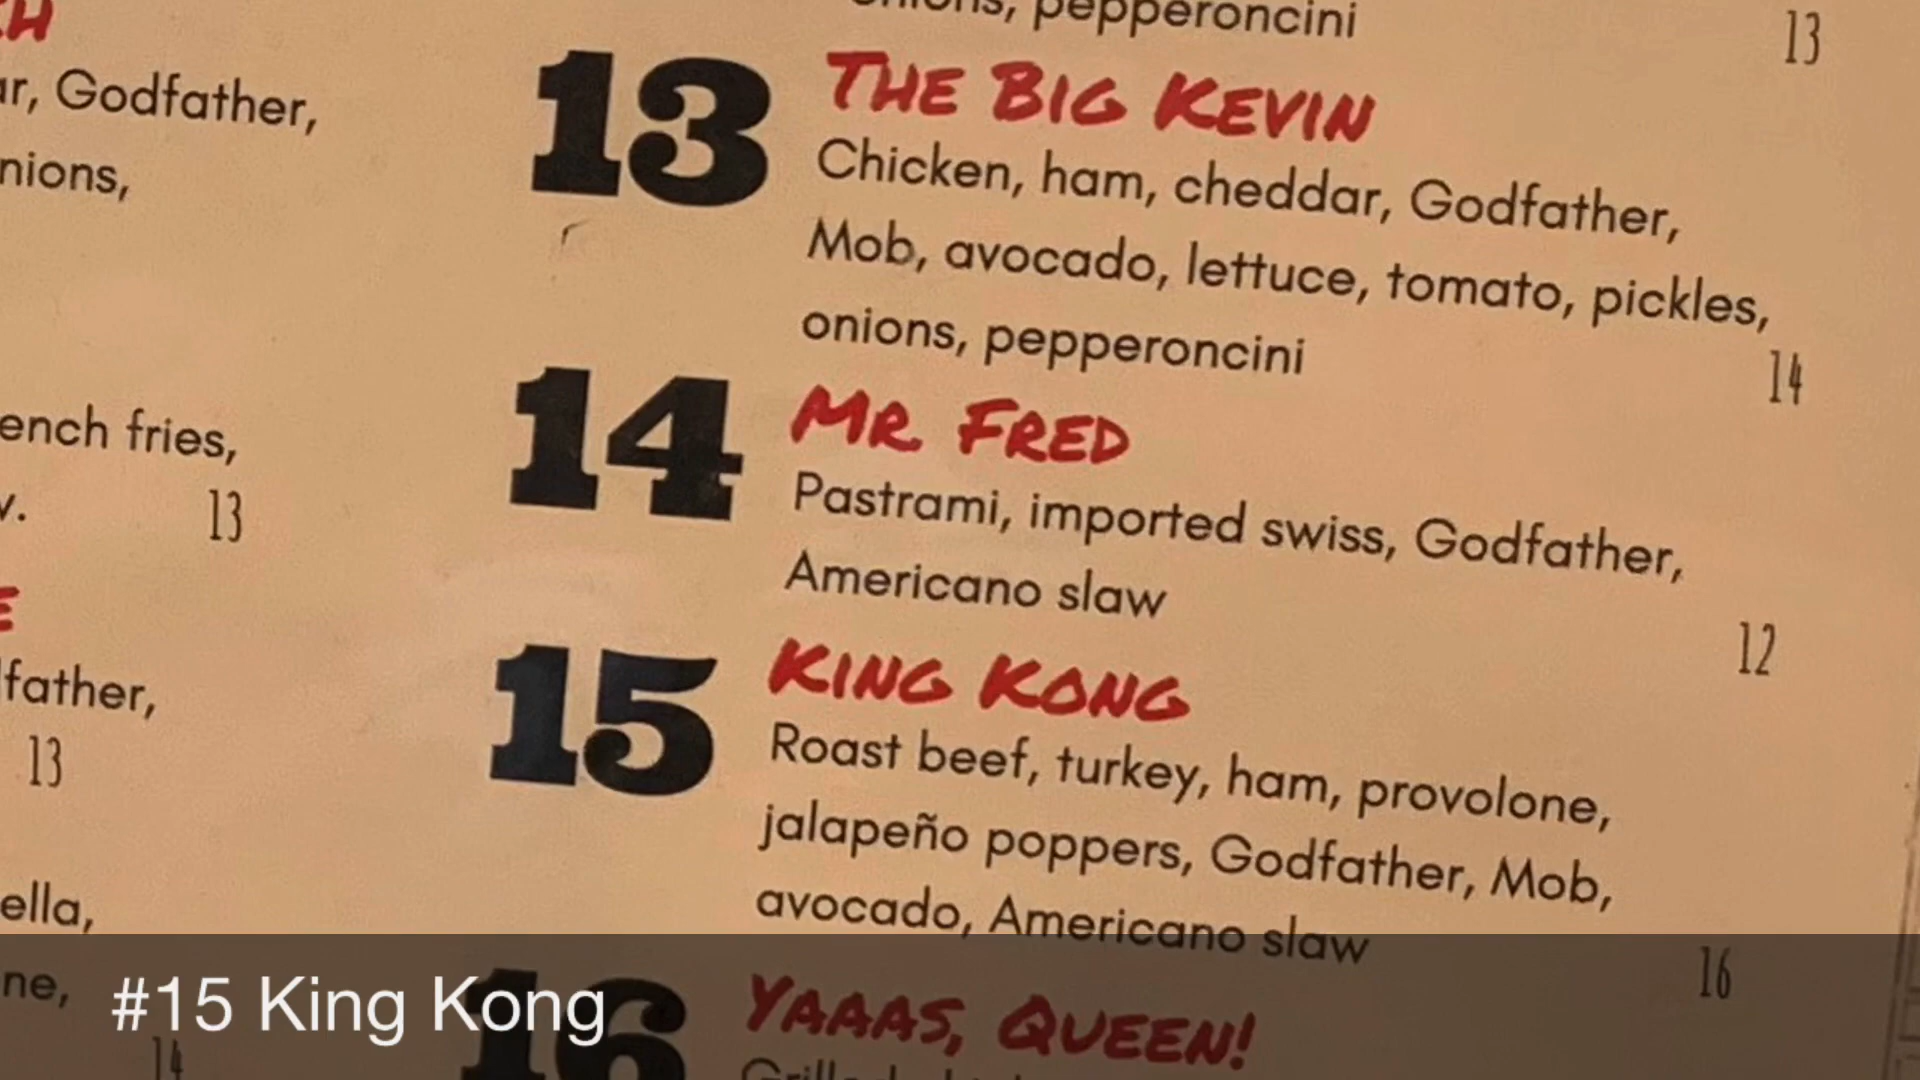 ar, Godfather,
nions,
ench fries,
13
father,
13
ella,
ne,
14
onions, pepperoncini
13
13 THE BIG KEVIN
Chicken, ham, cheddar, Godfather,
Mob, avocado, lettuce, tomato, pickles,
onions, pepperoncini
14
14 MR. FRED
Pastrami, imported swiss, Godfather,
Americano slaw
12
15 KING KONG
Roast beef, turkey, ham, provolone,
jalapeño poppers, Godfather, Mob,
avocado, Americano slaw
16
16 YAAAS, QUEEN!
#15 King Kong